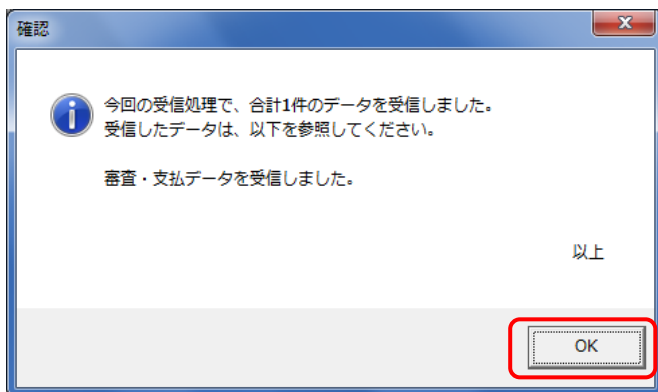 確認
今回の受信処理で、合計1件のデータを受信しました。
受信したデータは、以下を参照してください。
審査・支払データを受信しました。
以上
OK